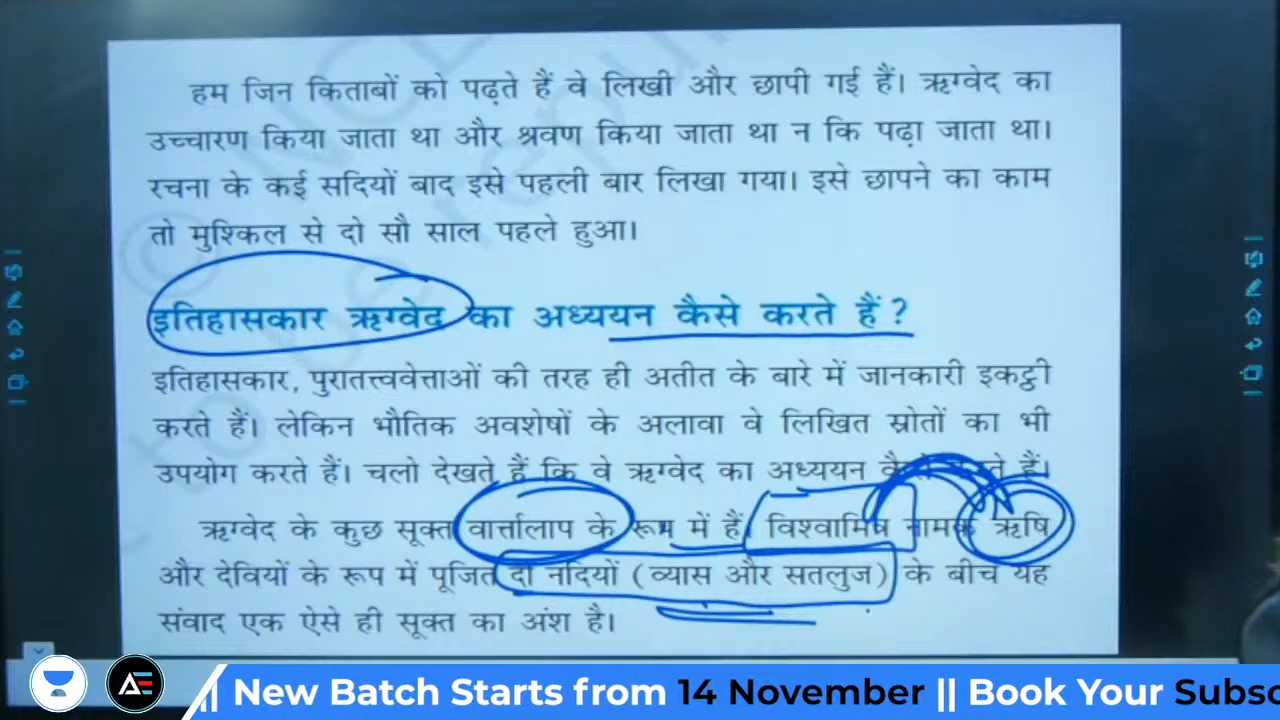 हम जिन किताबों को पढ़ते हैं वे लिखी और छापी गई हैं। ऋग्वेद का
उच्चारण किया जाता था और श्रवण किया जाता था न कि पढ़ा जाता था।
रचना के कई सदियों बाद इसे पहली बार लिखा गया। इसे छापने का काम
तो मुश्किल से दो सौ साल पहले हुआ।
इतिहासकार ऋग्वेद का अध्ययन कैसे करते हैं?
इतिहासकार, पुरातत्त्ववेत्ताओं की तरह ही अतीत के बारे में जानकारी इकट्ठी
करते हैं। लेकिन भौतिक अवशेषों के अलावा वे लिखित स्रोतों का भी
उपयोग करते हैं। चलो देखते हैं कि वे ऋग्वेद का अध्ययन कैसे करते हैं।
ऋग्वेद के कुछ सूक्त वार्त्तालाप के रूप में हैं। विश्वामित्र नामक ऋषि
और देवियों के रूप में पूजित दो नदियों (व्यास और सतलुज) के बीच यह
संवाद एक ऐसे ही सूक्त का अंश है।
|| New Batch Starts from 14 November || Book Your Subsc